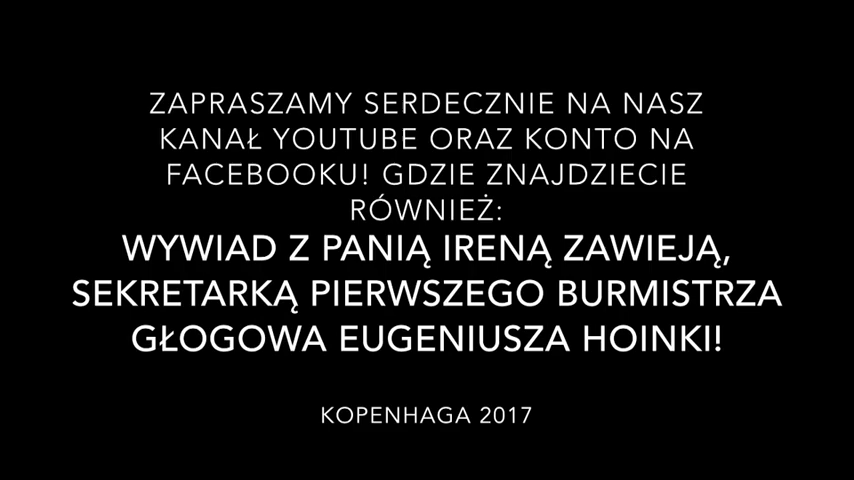 ZAPRASZAMY SERDECZNIE NA NASZ
KANAŁ YOUTUBE ORAZ KONTO NA
FACEBOOKU! GDZIE ZNAJDZIECIE
RÓWNIEŻ:
WYWIAD Z PANIĄ IRENĄ ZAWIEJĄ,
SEKRETARKĄ PIERWSZEGO BURMISTRZA
GŁOGOWA EUGENIUSZA HOINKI!
KOPENHAGA 2017